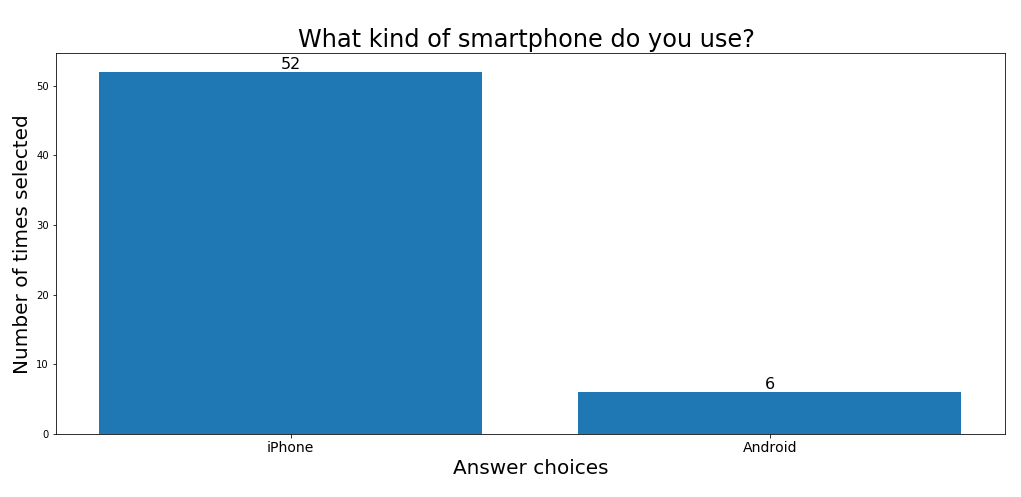 What kind of smartphone do you use?
52
6
50
40
30
20
10
0
Number of times selected
iPhone
Android
Answer choices